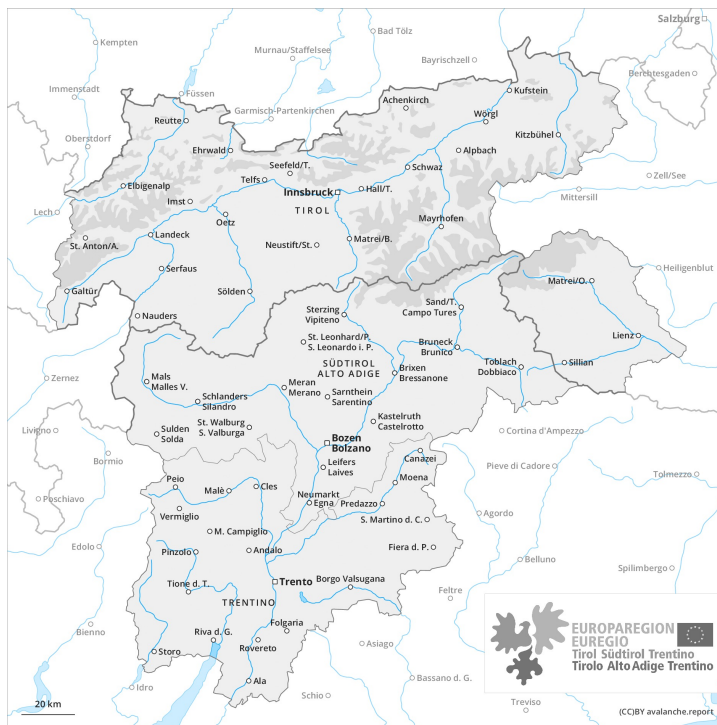 Salzburg
Kempten
Bad Tölz
Murnau/Staffelsee
Bayrischzell
Berchtesgaden
Immenstadt
Füssen
Garmisch-Partenkirchen
Achenkirch
Kufstein
Reutte
Wörgl
Oberstdorf
Kitzbühel
Ehrwald
Alpbach
Seefeld/T.
Schwaz
Telfs
Zell/See
Elbigenalp
Innsbruck
Hall/T.
Mittersill
Imst
TIROL
Lech
Oetz
Mayrhofen
Landeck
St. Anton/A.
Neustift/St.
Matrei/B.
Serfaus
Heiligenblut
Matrei/O.
Galtür
Sölden
Sand/T.
Campo Tures
Nauders
Sterzing
Vipiteno
Lienz
St. Leonhard/P.
S. Leonardo i. P.
Bruneck
Brunico
SÜDTIROL
ALTO ADIGE
Toblach
Dobbiaco
Sillian
Zernez
Mals
Malles V.
Meran
Merano
Brixen
Bressanone
Schlanders
Silandro
Sarnthein
Sarentino
St. Walburg
S. Valburga
Kastelruth
Castelrotto
Livigno
Sulden
Solda
Bozen
Bolzano
Cortina d'Ampezzo
Bormio
Canazei
Leifers
Laives
Pieve di Cadore
Tolmezzo
Peio
Malè
Cles
Moena
Poschiavo
Neumarkt
Egna
Predazzo
Vermiglio
S. Martino d. C.
Agordo
M. Campiglio
Edolo
Pinzolo
Andalo
Fiera d. P.
Belluno
Spilimbergo
Tione d. T.
Trento
Borgo Valsugana
Feltre
TRENTINO
Folgaria
Bienno
Riva d. G.
Rovereto
Asiago
Storo
Idro
Ala
Schio
Bassano d. G.
Treviso
EUROPAREGION
EUREGIO
Tirol Südtirol Trentino
Tirolo Alto Adige Trentino
20 km
(CC)BY avalanche.report